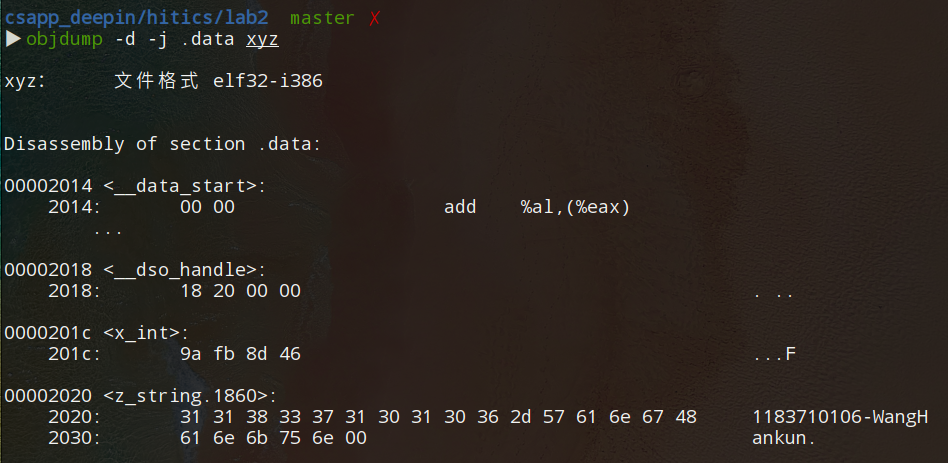 csapp_deepin/hitics/lab2 master ✗
▶objdump -d -j .data xyz
xyz: 文件格式 elf32-i386
Disassembly of section .data:
00002014 <__data_start>:
2014: 00 00 add %al,(%eax)
...
00002018 <__dso_handle>:
2018: 18 20 00 00 . ..
0000201c <x_int>:
201c: 9a fb 8d 46 ...F
00002020 <z_string.1860>:
2020: 31 31 38 33 37 31 30 31 30 36 2d 57 61 6e 67 48 1183710106-WangH
2030: 61 6e 6b 75 6e 00 ankun.